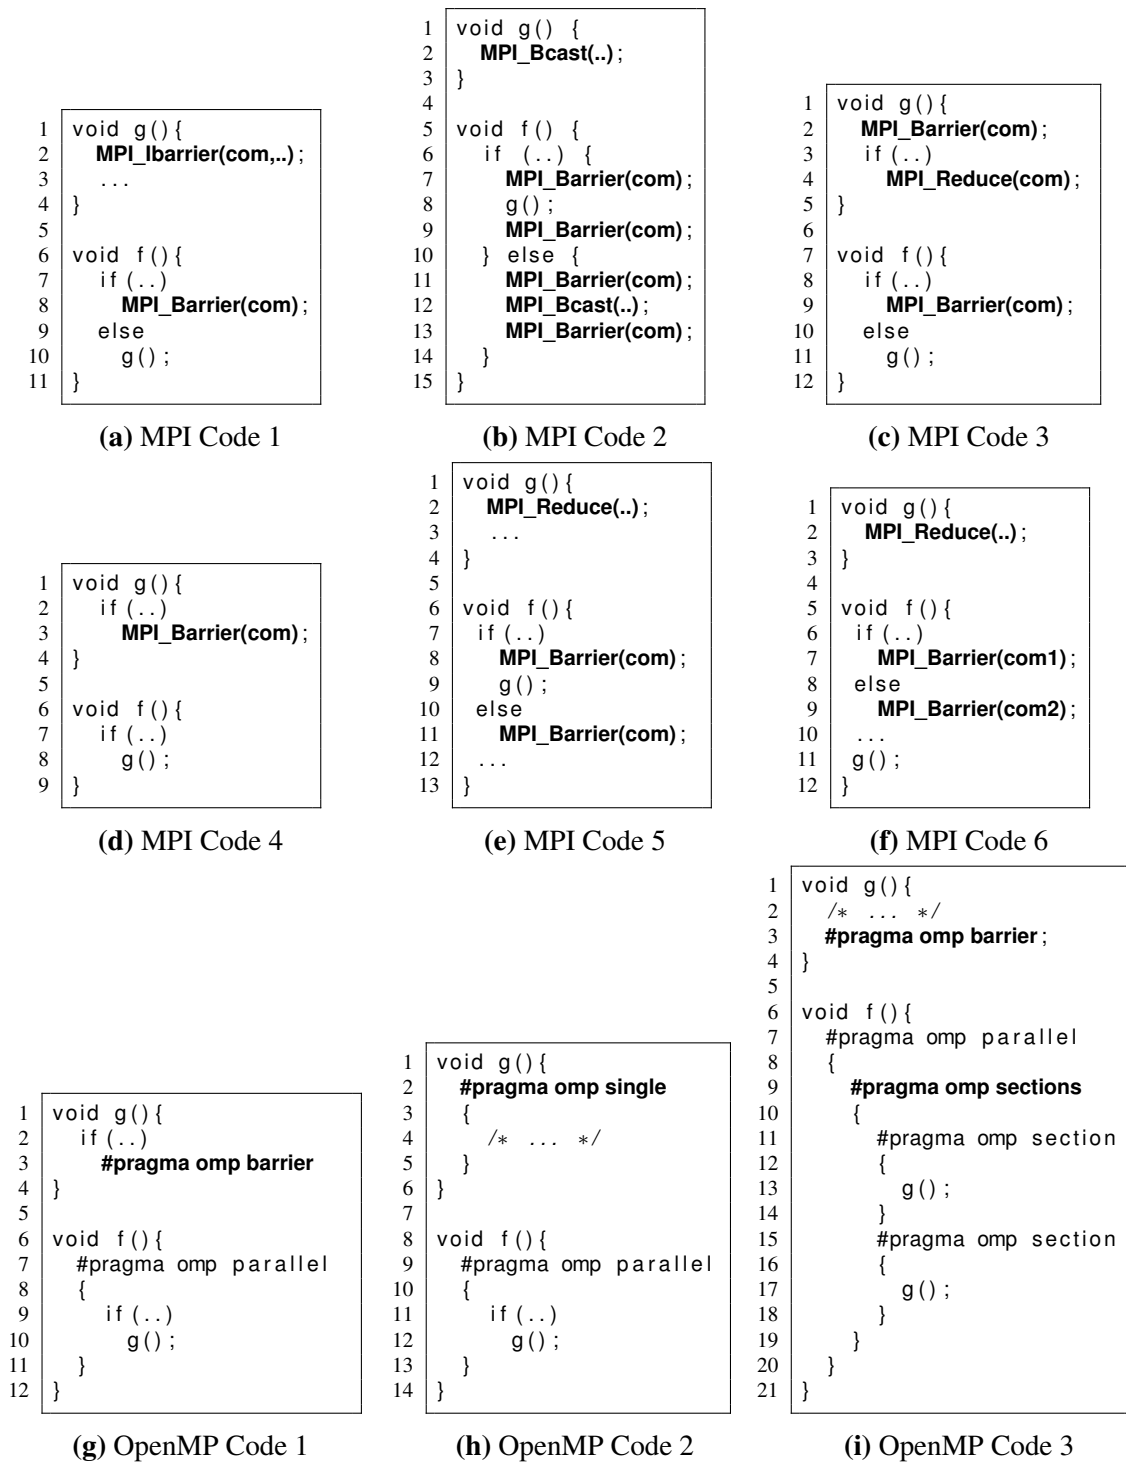 1 void g(){
2 MPI_Ibarrier(com,..);
3 ...
4 }
5
6 void f(){
7 if(..)
8 MPI_Barrier(com);
9 else
10 g();
11 }
(a) MPI Code 1
1 void g() {
2 MPI_Bcast(..);
3 }
4
5 void f() {
6 if (..) {
7 MPI_Barrier(com);
8 g();
9 MPI_Barrier(com);
10 } else {
11 MPI_Barrier(com);
12 MPI_Bcast(..);
13 MPI_Barrier(com);
14 }
15 }
(b) MPI Code 2
1 void g(){
2 MPI_Barrier(com);
3 if(..)
4 MPI_Reduce(com);
5 }
6
7 void f(){
8 if(..)
9 MPI_Barrier(com);
10 else
11 g();
12 }
(c) MPI Code 3
1 void g(){
2 if(..)
3 MPI_Barrier(com);
4 }
5
6 void f(){
7 if(..)
8 g();
9 }
(d) MPI Code 4
1 void g(){
2 MPI_Reduce(..);
3 ...
4 }
5
6 void f(){
7 if(..)
8 MPI_Barrier(com);
9 g();
10 else
11 MPI_Barrier(com);
12 ...
13 }
(e) MPI Code 5
1 void g(){
2 MPI_Reduce(..);
3 }
4
5 void f(){
6 if(..)
7 MPI_Barrier(com1);
8 else
9 MPI_Barrier(com2);
10 ...
11 g();
12 }
(f) MPI Code 6
1 void g(){
2 if(..)
3 #pragma omp barrier
4 }
5
6 void f(){
7 #pragma omp parallel
8 {
9 if(..)
10 g();
11 }
12 }
(g) OpenMP Code 1
1 void g(){
2 #pragma omp single
3 {
4 /* ... */
5 }
6 }
7
8 void f(){
9 #pragma omp parallel
10 {
11 if(..)
12 g();
13 }
14 }
(h) OpenMP Code 2
1 void g(){
2 /* ... */
3 #pragma omp barrier;
4 }
5
6 void f(){
7 #pragma omp parallel
8 {
9 #pragma omp sections
10 {
11 #pragma omp section
12 {
13 g();
14 }
15 #pragma omp section
16 {
17 g();
18 }
19 }
20 }
21 }
(i) OpenMP Code 3